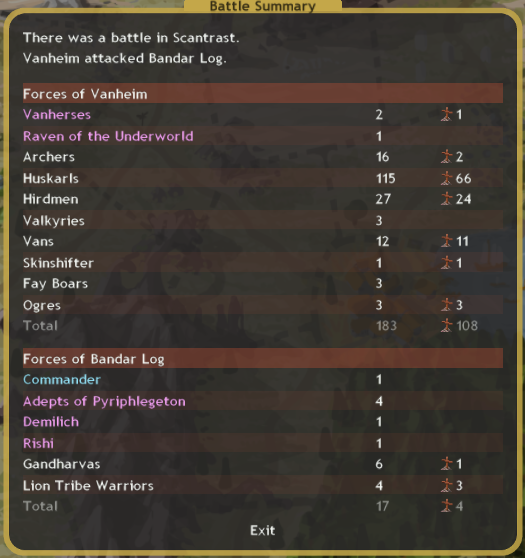 Battle Summary
There was a battle in Scantrast.
Vanheim attacked Bandar Log.
Forces of Vanheim
Vanherses 2 1
Raven of the Underworld 1
Archers 16 2
Huskarls 115 66
Hirdmen 27 24
Valkyries 3
Vans 12 11
Skinshifter 1 1
Fay Boars 3
Ogres 3 3
Total 183 108
Forces of Bandar Log
Commander 1
Adepts of Pyriphlegeton 4
Demilich 1
Rishi 1
Gandharvas 6 1
Lion Tribe Warriors 4 3
Total 17 4
Exit